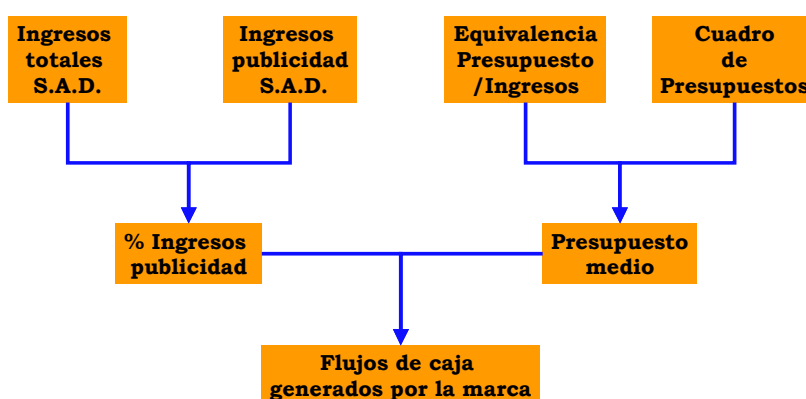 Ingresos
totales
S.A.D.
Ingresos
publicidad
S.A.D.
Equivalencia
Presupuesto
/Ingresos
Cuadro
de
Presupuestos
% Ingresos
publicidad
Presupuesto
medio
Flujos de caja
generados por la marca